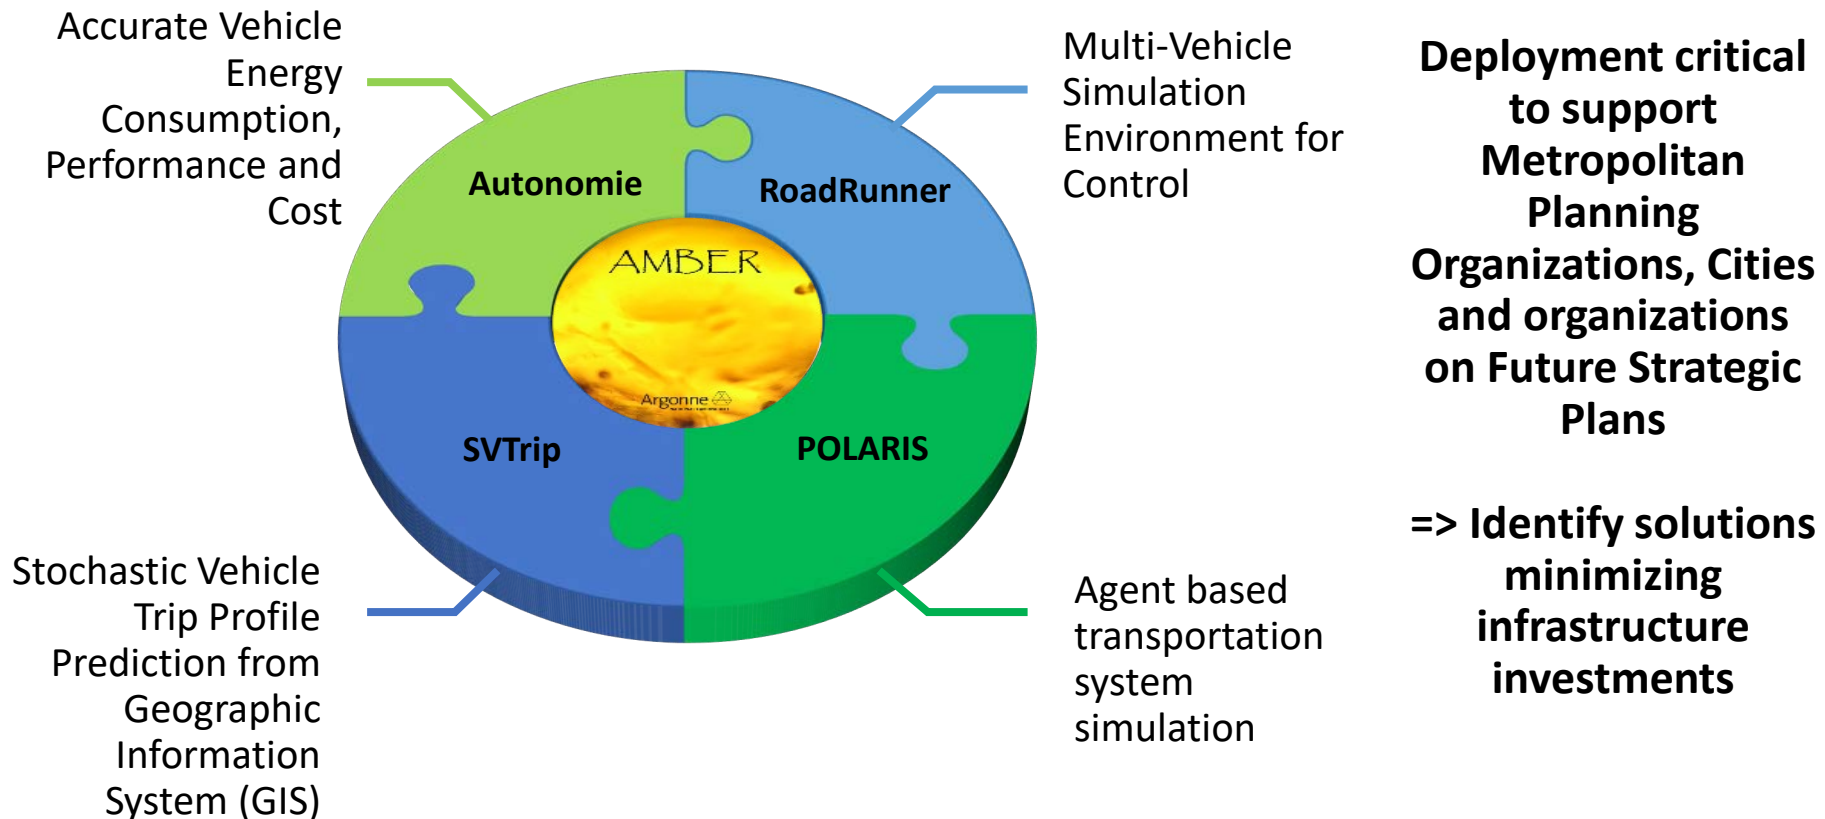 Accurate Vehicle
Energy
Consumption,
Performance and
Cost
Multi-Vehicle
Simulation
Environment for
Control
Autonomie
RoadRunner
AMBER
Argonne
SVTrip
POLARIS
Stochastic Vehicle
Trip Profile
Prediction from
Geographic
Information
System (GIS)
Agent based
transportation
system
simulation
Deployment critical
to support
Metropolitan
Planning
Organizations, Cities
and organizations
on Future Strategic
Plans
=> Identify solutions
minimizing
infrastructure
investments